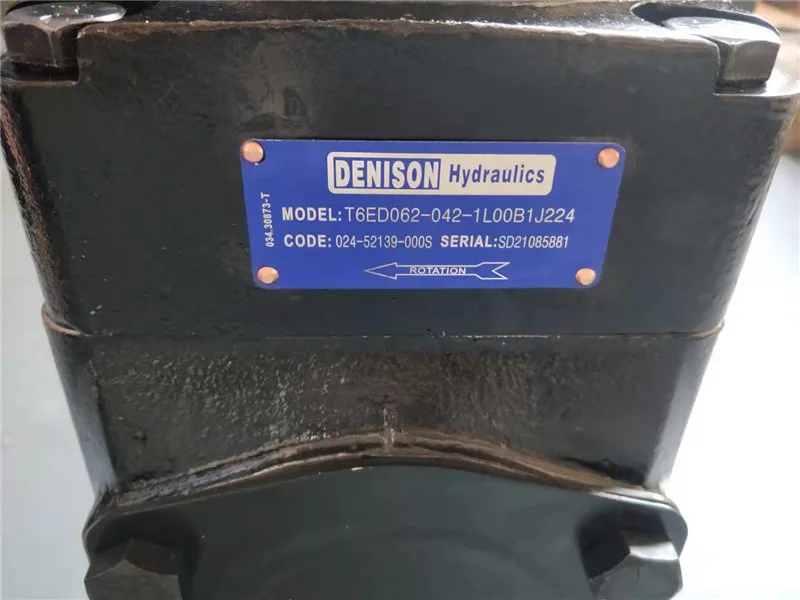 DENISON Hydraulics
MODEL:T6ED062-042-1L00B1J224
CODE: 024-52139-000S SERIAL:SD21085881
ROTATION
034.30873-T